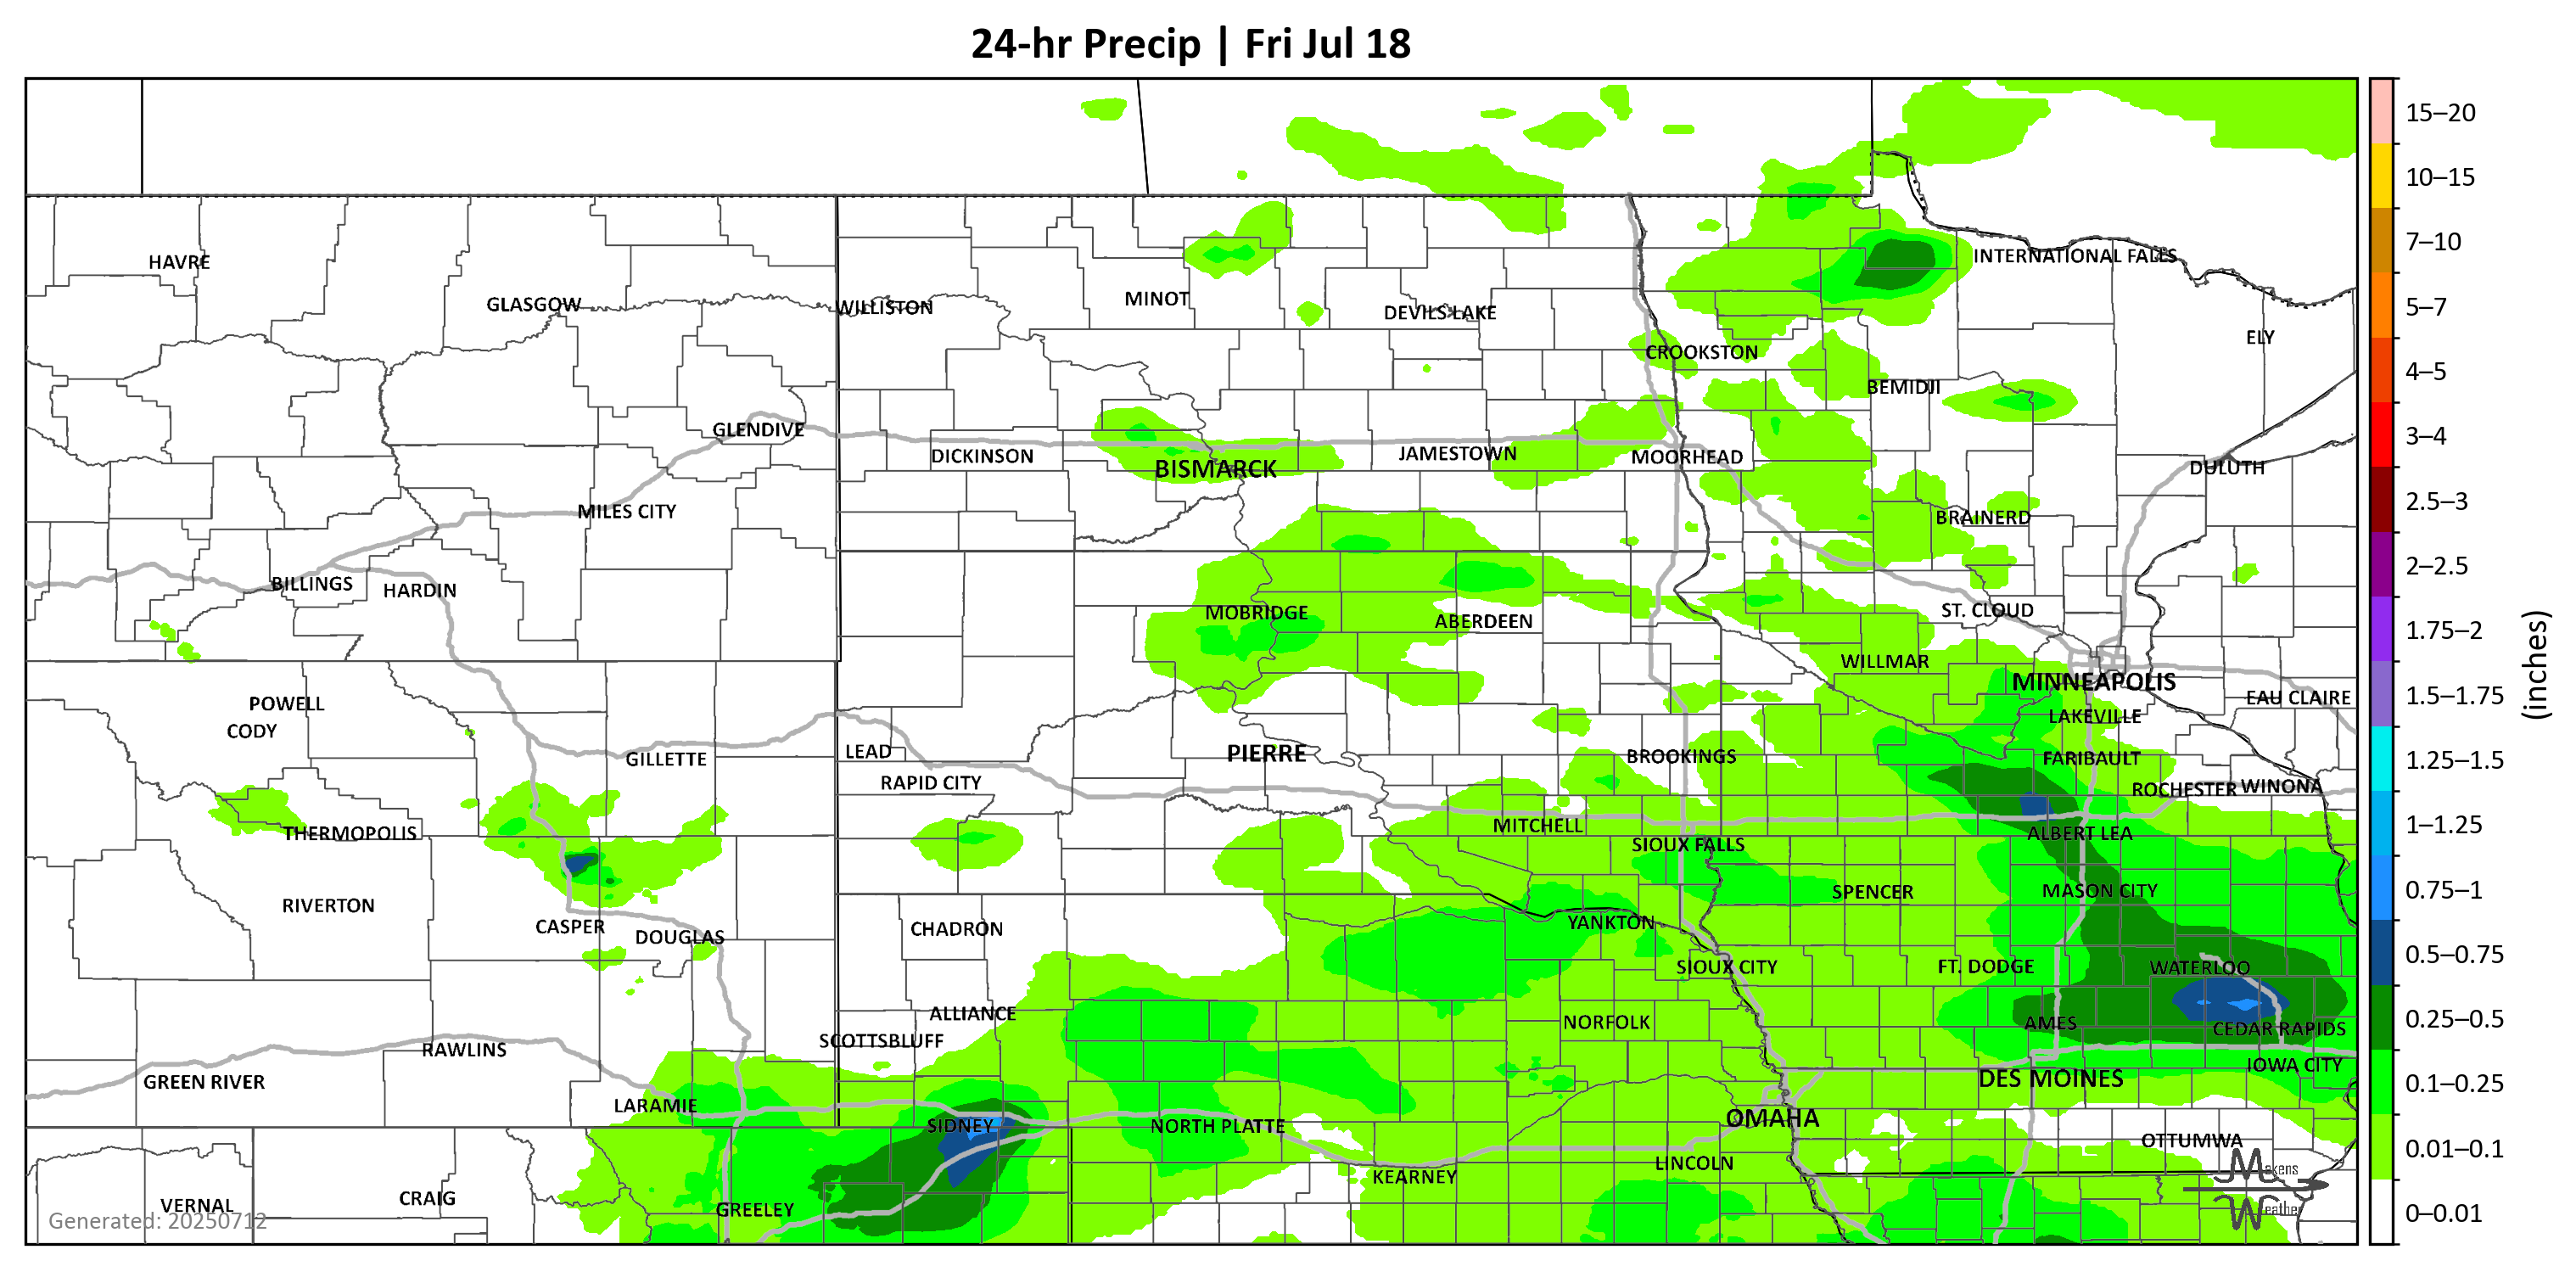 24-hr Precip | Fri Jul 18
15–20
10–15
HAVRE
INTERNATIONAL FALLS
7–10
GLASGOW
WILLISTON
MINOT
DEVILS LAKE
5–7
ELY
CROOKSTON
BEMIDJI
4–5
GLENDIVE
DICKINSON
BISMARCK
JAMESTOWN
MOORHEAD
DULUTH
3–4
MILES CITY
BRAINERD
2.5–3
BILLINGS
HARDIN
2–2.5
MOBRIDGE
ABERDEEN
ST. CLOUD
1.75–2
(inches)
WILLMAR
MINNEAPOLIS
POWELL
EAU CLAIRE
1.5–1.75
CODY
LAKEVILLE
GILLETTE
LEAD
PIERRE
BROOKINGS
FARIBAULT
1.25–1.5
RAPID CITY
ROCHESTER
WINONA
THERMOPOLIS
MITCHELL
ALBERT LEA
1–1.25
SIOUX FALLS
SPENCER
MASON CITY
0.75–1
RIVERTON
CASPER
DOUGLAS
CHADRON
YANKTON
0.5–0.75
SIOUX CITY
FT. DODGE
WATERLOO
ALLIANCE
NORFOLK
AMES
CEDAR RAPIDS
0.25–0.5
SCOTTSBLUFF
RAWLINS
IOWA CITY
GREEN RIVER
DES MOINES
0.1–0.25
LARAMIE
SIDNEY
NORTH PLATTE
OMAHA
OTTUMWA
0.01–0.1
KEARNEY
LINCOLN
Makens
Weather
VERNAL
CRAIG
GREELEY
0–0.01
Generated: 20250712